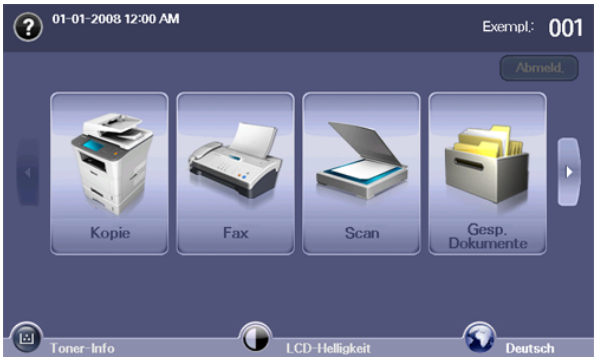 ?
01-01-2008 12:00 AM
Exempl.: 001
Abmeld.
Kopie
Fax
Scan
Gesp.
Dokumente
Toner-Info
LCD-Helligkeit
Deutsch